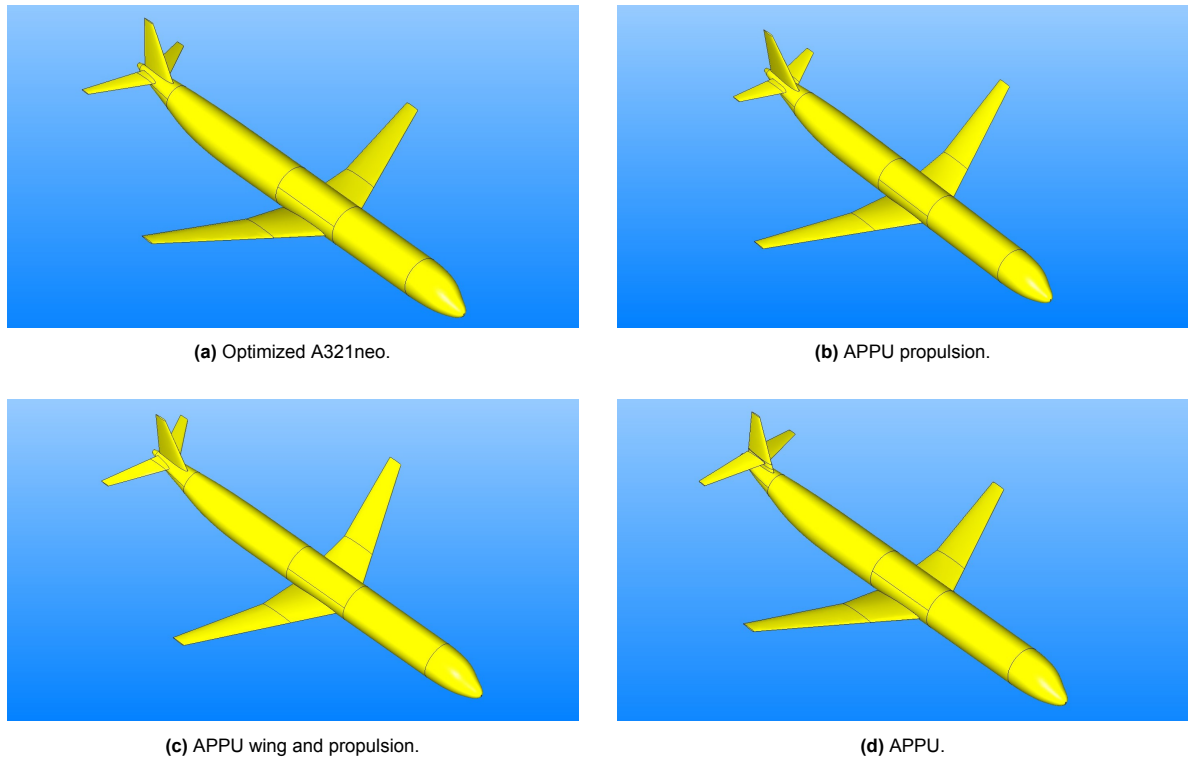 (a) Optimized A321neo.
(b) APPU propulsion.
(c) APPU wing and propulsion.
(d) APPU.